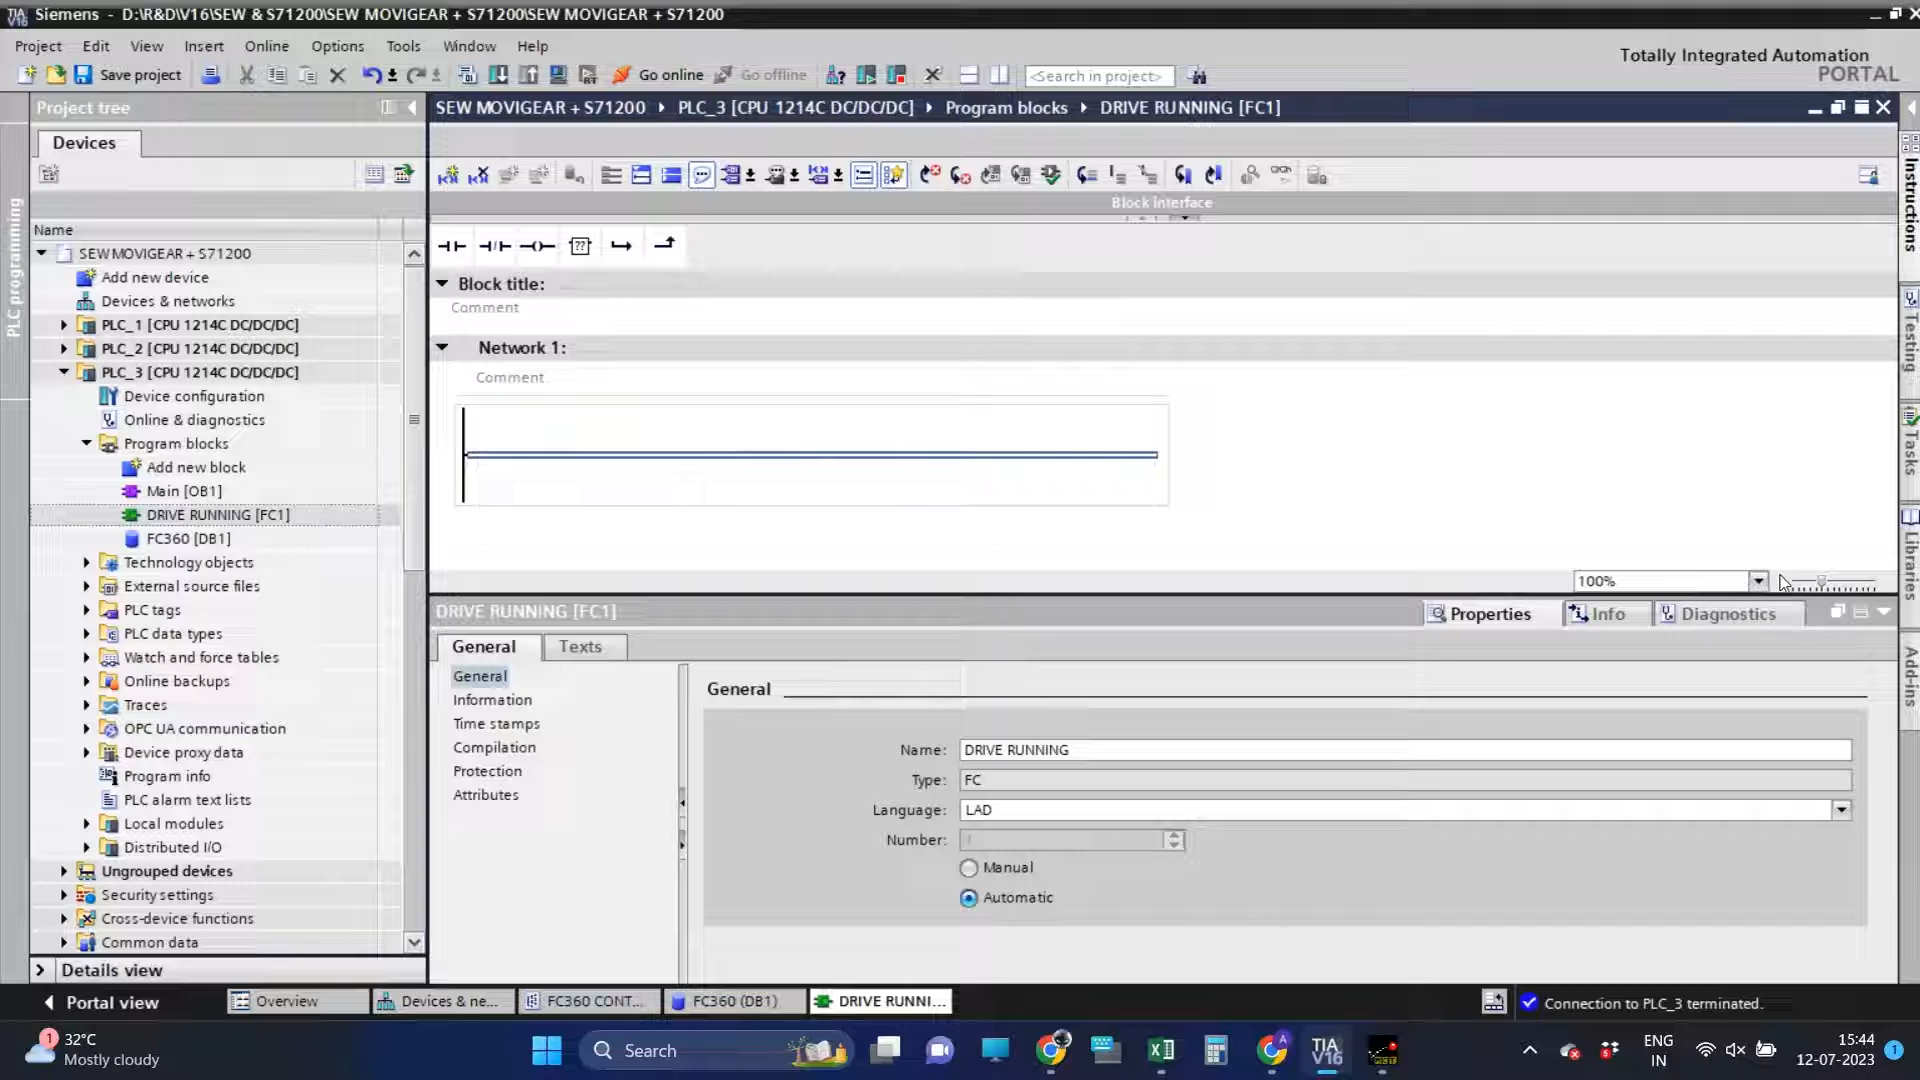 Siemens - D:\R&D\V16\SEW & S71200\SEW MOVIGEAR + S71200\SEW MOVIGEAR + S71200
Project Edit View Insert Online Options Tools Window Help
Totally Integrated Automation
PORTAL
Save project
Go online
Go offline
<Search in project>
Project tree
SEW MOVIGEAR + S71200 PLC_3 [CPU 1214C DC/DC/DC] Program blocks DRIVE RUNNING [FC1]
Devices
Block interface
PLC programming
Name
SEW MOVIGEAR + S71200
Add new device
Devices & networks
PLC_1 [CPU 1214C DC/DC/DC]
PLC_2 [CPU 1214C DC/DC/DC]
PLC_3 [CPU 1214C DC/DC/DC]
Device configuration
Online & diagnostics
Program blocks
Add new block
Main [OB1]
DRIVE RUNNING [FC1]
FC360 [DB1]
Technology objects
External source files
PLC tags
PLC data types
Watch and force tables
Online backups
Traces
OPC UA communication
Device proxy data
Program info
PLC alarm text lists
Local modules
Distributed I/O
Ungrouped devices
Security settings
Cross-device functions
Common data
Details view
??
Block title:
Comment
Network 1:
Comment
100%
DRIVE RUNNING [FC1]
Properties Info Diagnostics
General Texts
General
Information
Time stamps
Compilation
Protection
Attributes
General
Name: DRIVE RUNNING
Type: FC
Language: LAD
Number:
Manual
Automatic
Instructions
Testing
Tasks
Libraries
Add-ins
Portal view
Overview
Devices & ne...
FC360 CONT...
FC360 (DB1)
DRIVE RUNNI...
Connection to PLC_3 terminated.
1
32°C
Mostly cloudy
Search
TIA
V16
ENG
IN
15:44
12-07-2023
1